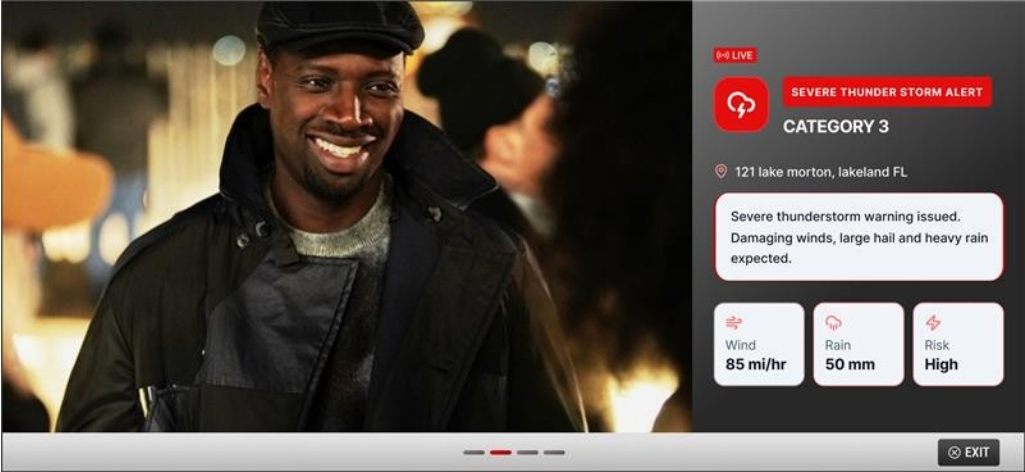 LIVE
SEVERE THUNDER STORM ALERT
CATEGORY 3
121 lake morton, lakeland FL
Severe thunderstorm warning issued.
Damaging winds, large hail and heavy rain
expected.
Wind
85 mi/hr
Rain
50 mm
Risk
High
EXIT